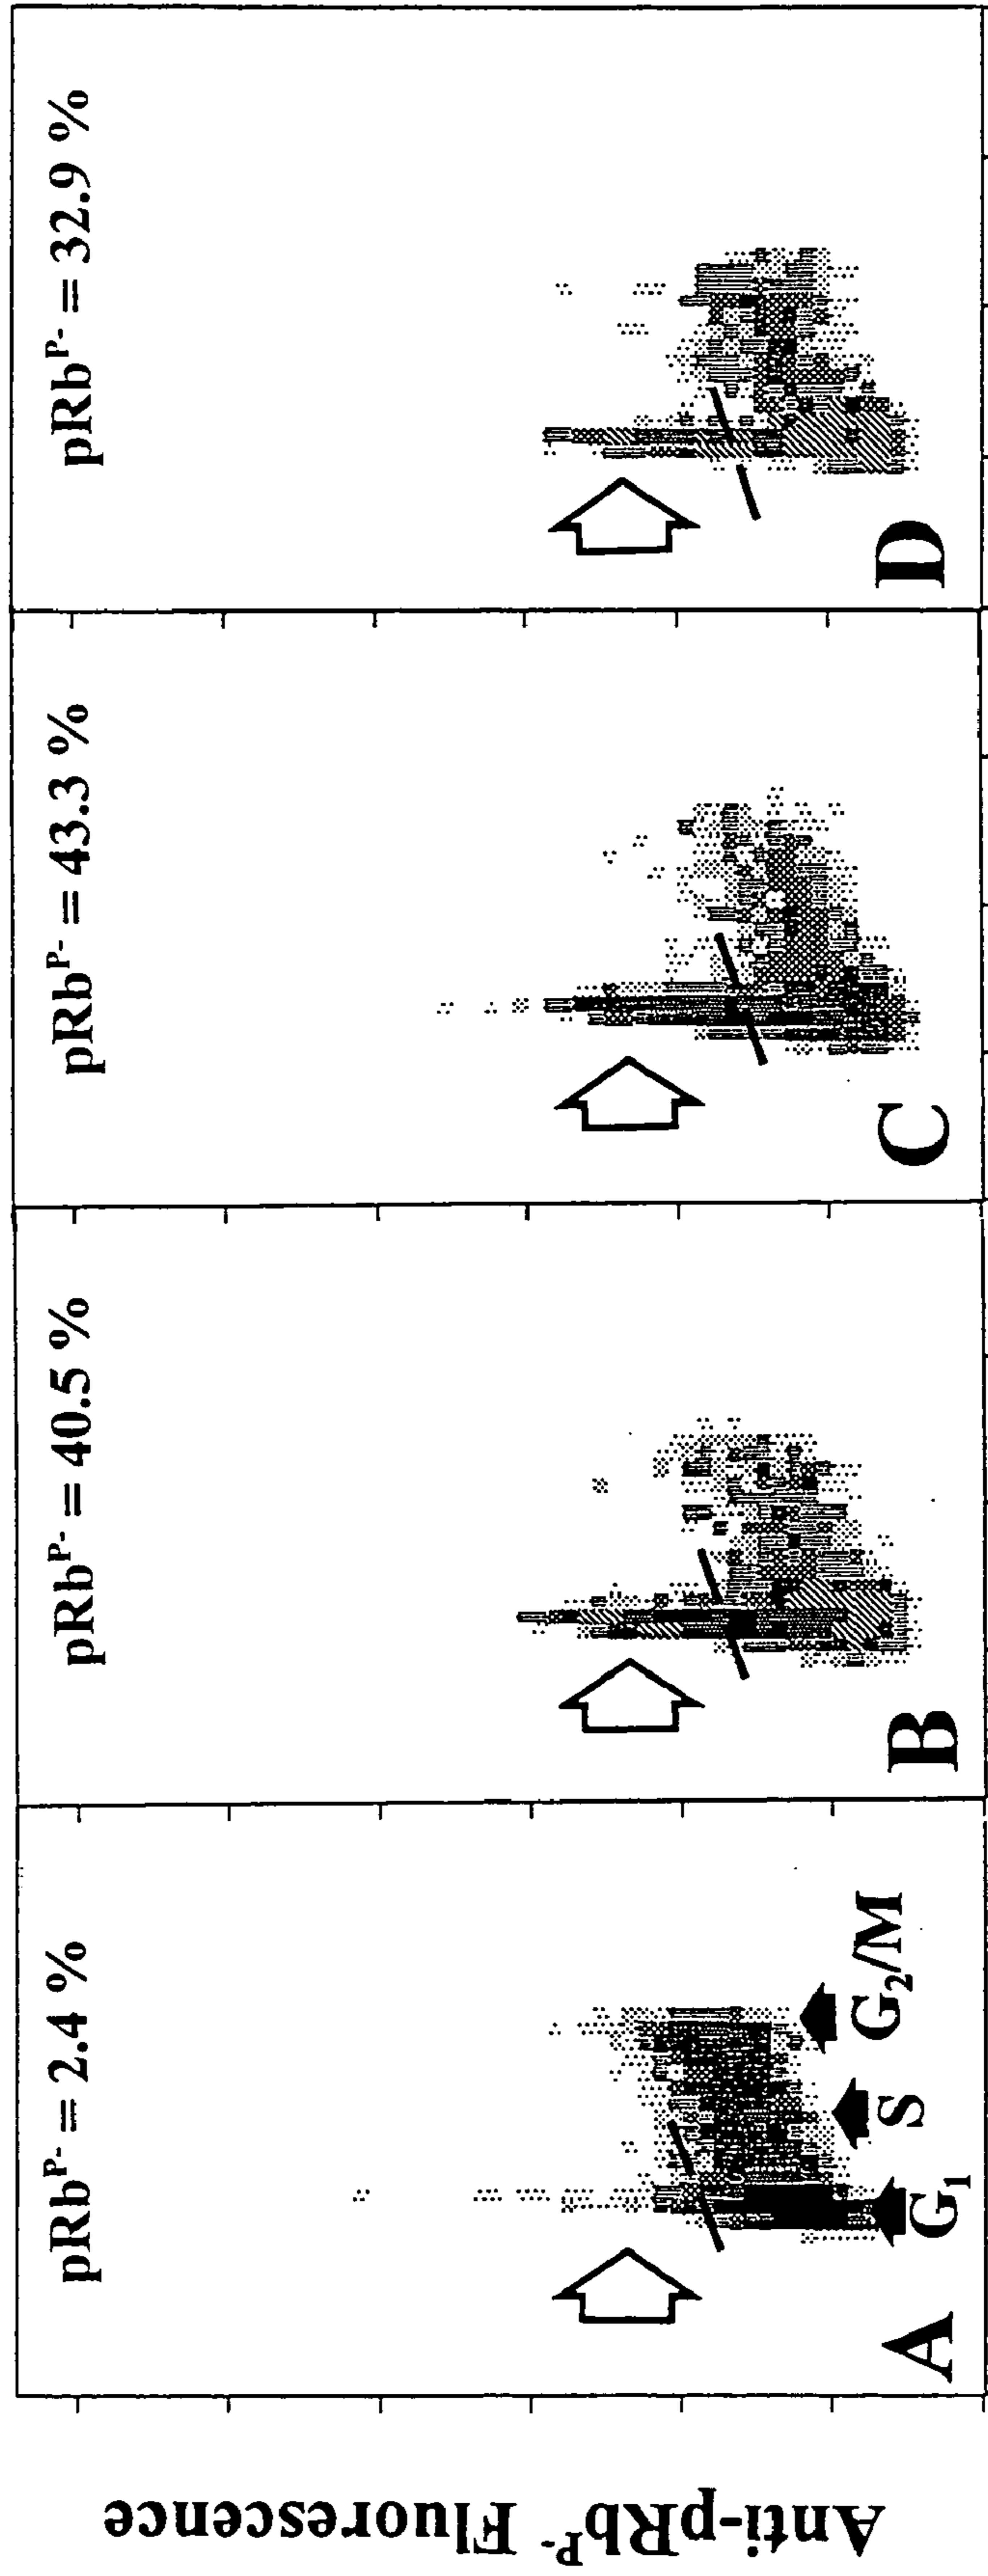 Anti-pRbP- Fluorescence
pRbP- = 2.4 %
A
G1
S
G2/M
pRbP- = 40.5 %
B
pRbP- = 43.3 %
C
pRbP- = 32.9 %
D